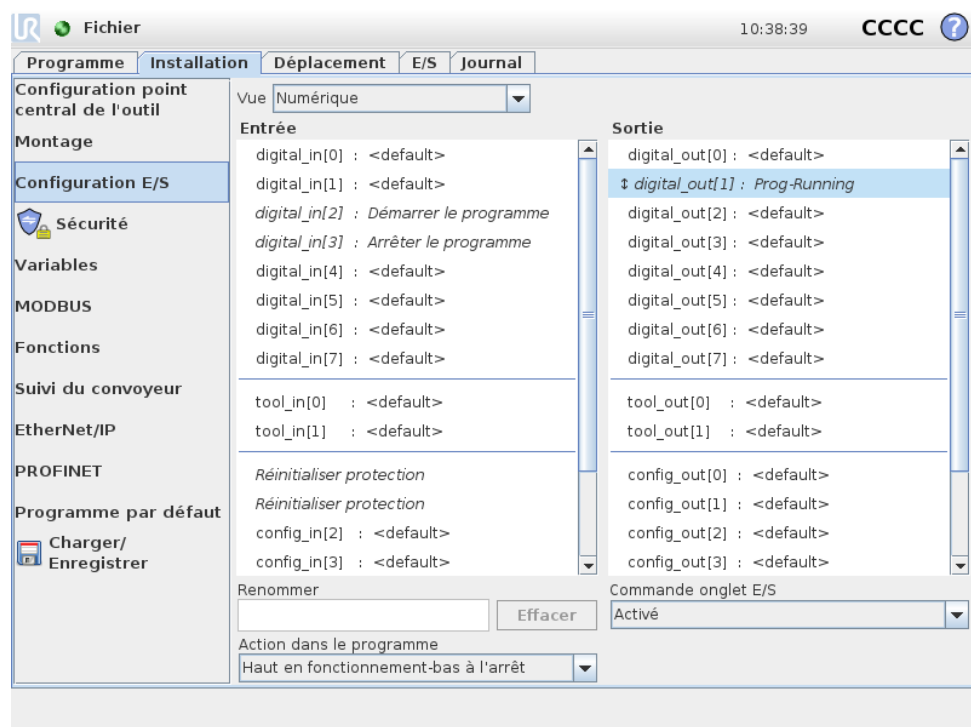 UR Fichier 10:38:39 CCCC ?
Programme Installation Déplacement E/S Journal
Configuration point
central de l'outil
Montage
Configuration E/S
Sécurité
Variables
MODBUS
Fonctions
Suivi du convoyeur
EtherNet/IP
PROFINET
Programme par défaut
Charger/
Enregistrer
Vue Numérique
Entrée
digital_in[0] : <default>
digital_in[1] : <default>
digital_in[2] : Démarrer le programme
digital_in[3] : Arrêter le programme
digital_in[4] : <default>
digital_in[5] : <default>
digital_in[6] : <default>
digital_in[7] : <default>
tool_in[0] : <default>
tool_in[1] : <default>
Réinitialiser protection
Réinitialiser protection
config_in[2] : <default>
config_in[3] : <default>
Renommer
Effacer
Action dans le programme
Haut en fonctionnement-bas à l'arrêt
Sortie
digital_out[0] : <default>
↕ digital_out[1] : Prog-Running
digital_out[2] : <default>
digital_out[3] : <default>
digital_out[4] : <default>
digital_out[5] : <default>
digital_out[6] : <default>
digital_out[7] : <default>
tool_out[0] : <default>
tool_out[1] : <default>
config_out[0] : <default>
config_out[1] : <default>
config_out[2] : <default>
config_out[3] : <default>
Commande onglet E/S
Activé